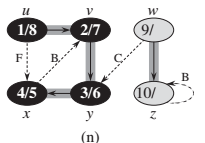 u v w
1/8 2/7 9/
F B C B
4/5 3/6 10/
x y z
(n)